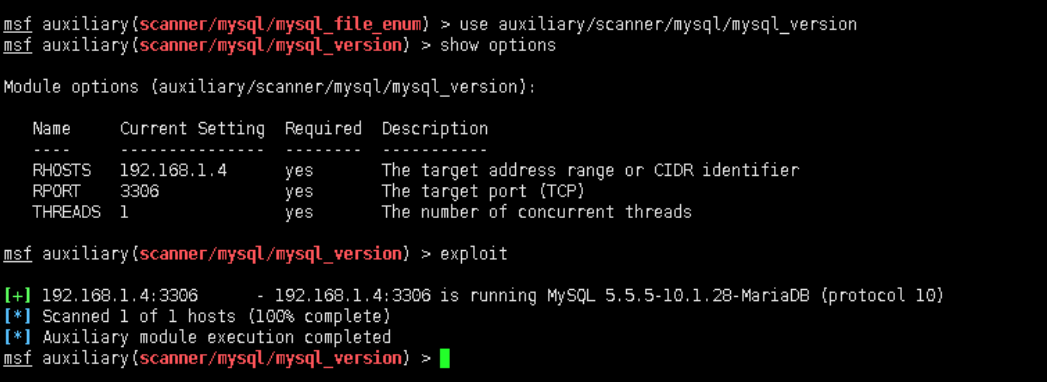 msf auxiliary(scanner/mysql/mysql_file_enum) > use auxiliary/scanner/mysql/mysql_version
msf auxiliary(scanner/mysql/mysql_version) > show options
Module options (auxiliary/scanner/mysql/mysql_version):
Name Current Setting Required Description
---- --------------- -------- -----------
RHOSTS 192.168.1.4 yes The target address range or CIDR identifier
RPORT 3306 yes The target port (TCP)
THREADS 1 yes The number of concurrent threads
msf auxiliary(scanner/mysql/mysql_version) > exploit
[+] 192.168.1.4:3306 - 192.168.1.4:3306 is running MySQL 5.5.5-10.1.28-MariaDB (protocol 10)
[*] Scanned 1 of 1 hosts (100% complete)
[*] Auxiliary module execution completed
msf auxiliary(scanner/mysql/mysql_version) >